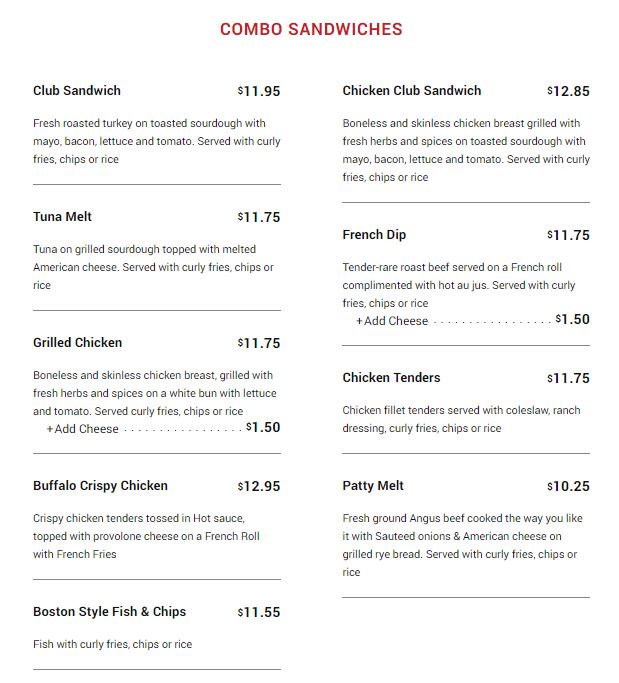 COMBO SANDWICHES
Club Sandwich $11.95
Fresh roasted turkey on toasted sourdough with
mayo, bacon, lettuce and tomato. Served with curly
fries, chips or rice
Tuna Melt $11.75
Tuna on grilled sourdough topped with melted
American cheese. Served with curly fries, chips or
rice
Grilled Chicken $11.75
Boneless and skinless chicken breast, grilled with
fresh herbs and spices on a white bun with lettuce
and tomato. Served curly fries, chips or rice
+Add Cheese . . . . . . . . . . . . . . . . . $1.50
Buffalo Crispy Chicken $12.95
Crispy chicken tenders tossed in Hot sauce,
topped with provolone cheese on a French Roll
with French Fries
Boston Style Fish & Chips $11.55
Fish with curly fries, chips or rice
Chicken Club Sandwich $12.85
Boneless and skinless chicken breast grilled with
fresh herbs and spices on toasted sourdough with
mayo, bacon, lettuce and tomato. Served with curly
fries, chips or rice
French Dip $11.75
Tender-rare roast beef served on a French roll
complimented with hot au jus. Served with curly
fries, chips or rice
+Add Cheese . . . . . . . . . . . . . . . . . $1.50
Chicken Tenders $11.75
Chicken fillet tenders served with coleslaw, ranch
dressing, curly fries, chips or rice
Patty Melt $10.25
Fresh ground Angus beef cooked the way you like
it with Sauteed onions & American cheese on
grilled rye bread. Served with curly fries, chips or
rice